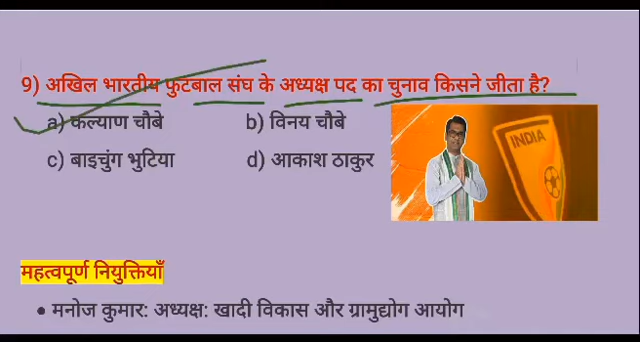 9) अखिल भारतीय फुटबाल संघ के अध्यक्ष पद का चुनाव किसने जीता है?
a) कल्याण चौबे b) विनय चौबे
c) बाइचुंग भुटिया d) आकाश ठाकुर
INDIA
महत्वपूर्ण नियुक्तियाँ
• मनोज कुमार: अध्यक्ष: खादी विकास और ग्रामुद्योग आयोग